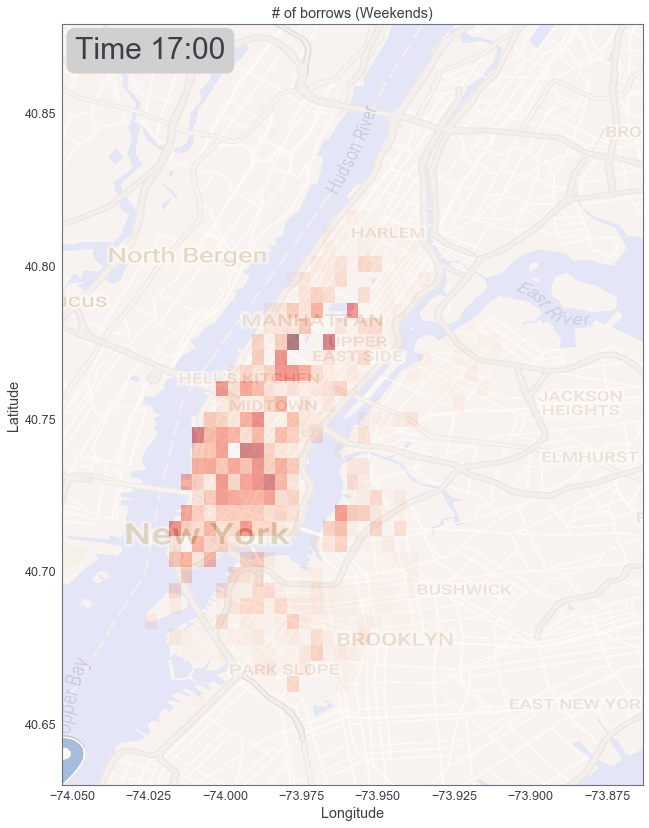 # of borrows (Weekends)
Time 17:00
40.85
Hudson River
BRO
HARLEM
40.80
North Bergen
CUS
East River
MANHATTAN
UPPER
EAST SIDE
HELL'S KITCHEN
MIDTOWN
40.75
JACKSON
HEIGHTS
ELMHURST
New York
40.70
BUSHWICK
BROOKLYN
PARK SLOPE
EAST NEW YOR
pper Bay
40.65
−74.050 −74.025 −74.000 −73.975 −73.950 −73.925 −73.900 −73.875
Longitude
Latitude